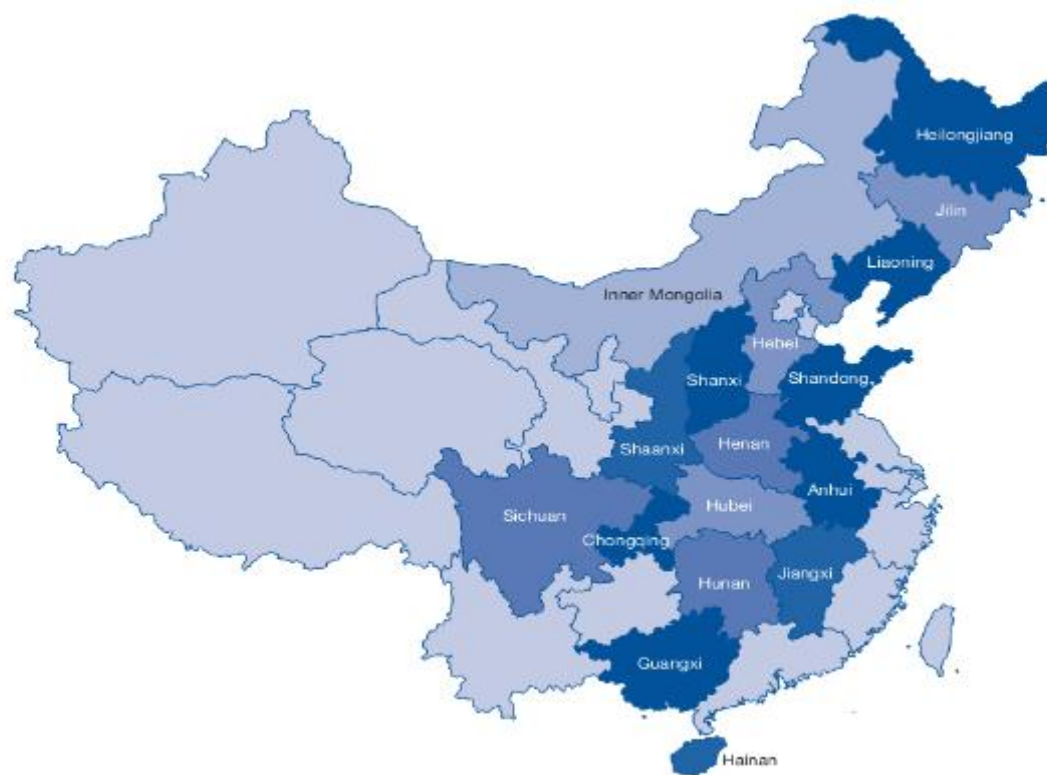 Heilongjiang
Jilin
Liaoning
Inner Mongolia
Hebei
Shanxi
Shandong
Shaanxi
Henan
Anhui
Sichuan
Hubei
Chongqing
Hunan
Jiangxi
Guangxi
Hainan